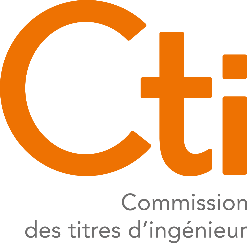 Cti
Commission
des titres d'ingénieur